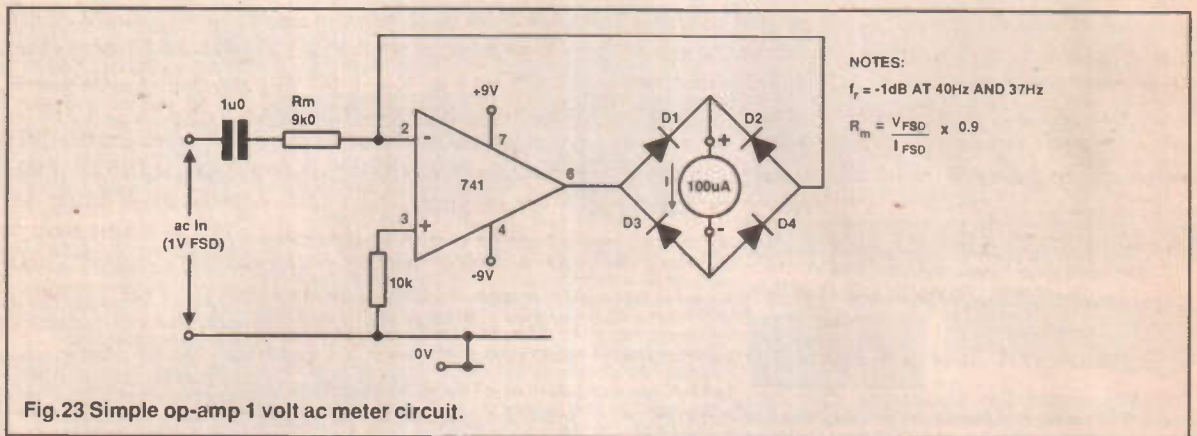 NOTES:
fr = -1dB AT 40Hz AND 37Hz
Rm = VFSD / IFSD x 0.9
1u0
Rm
9k0
+9V
D1
D2
2
-
7
+
741
6
I
100uA
3
+
4
D3
-
D4
ac In
(1V FSD)
10k
-9V
0V
Fig.23 Simple op-amp 1 volt ac meter circuit.